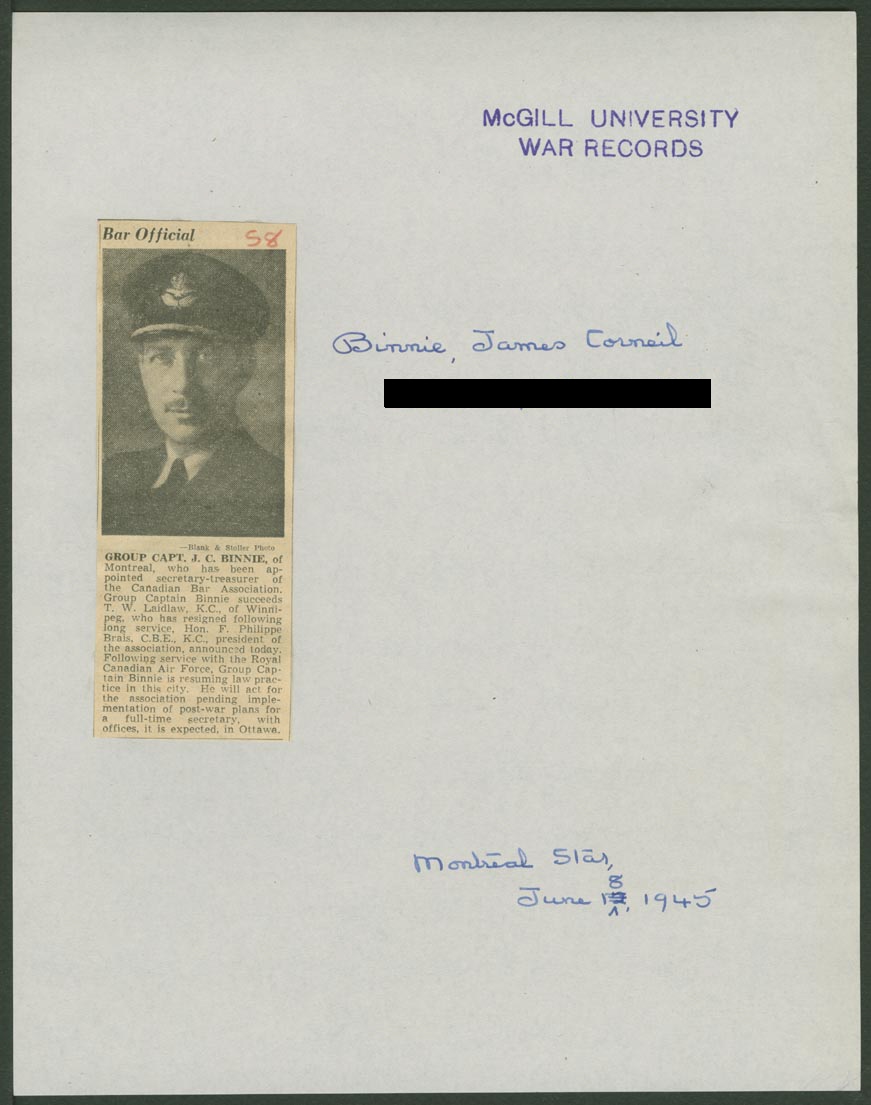 McGILL UNIVERSITY
WAR RECORDS
Bar Official
58
Binnie, James Corneil
—Blank & Stoller Photo
GROUP CAPT. J. C. BINNIE, of
Montreal, who has been ap-
pointed secretary-treasurer of
the Canadian Bar Association.
Group Captain Binnie succeeds
T. W. Laidlaw, K.C., of Winni-
peg, who has resigned following
long service, Hon. F. Philippe
Brais, C.B.E., K.C., president of
the association, announced today.
Following service with the Royal
Canadian Air Force, Group Cap-
tain Binnie is resuming law prac-
tice in this city. He will act for
the association pending imple-
mentation of post-war plans for
a full-time secretary, with
offices, it is expected, in Ottawa.
Montreal Star,
June 18, 1945